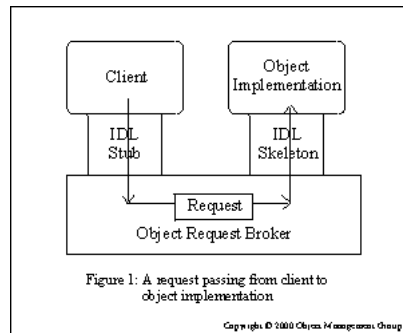 Client
Object
Implementation
IDL
Stub
IDL
Skeleton
Request
Object Request Broker
Figure 1: A request passing from client to
object implementation
Copyright © 2000 Object Management Group